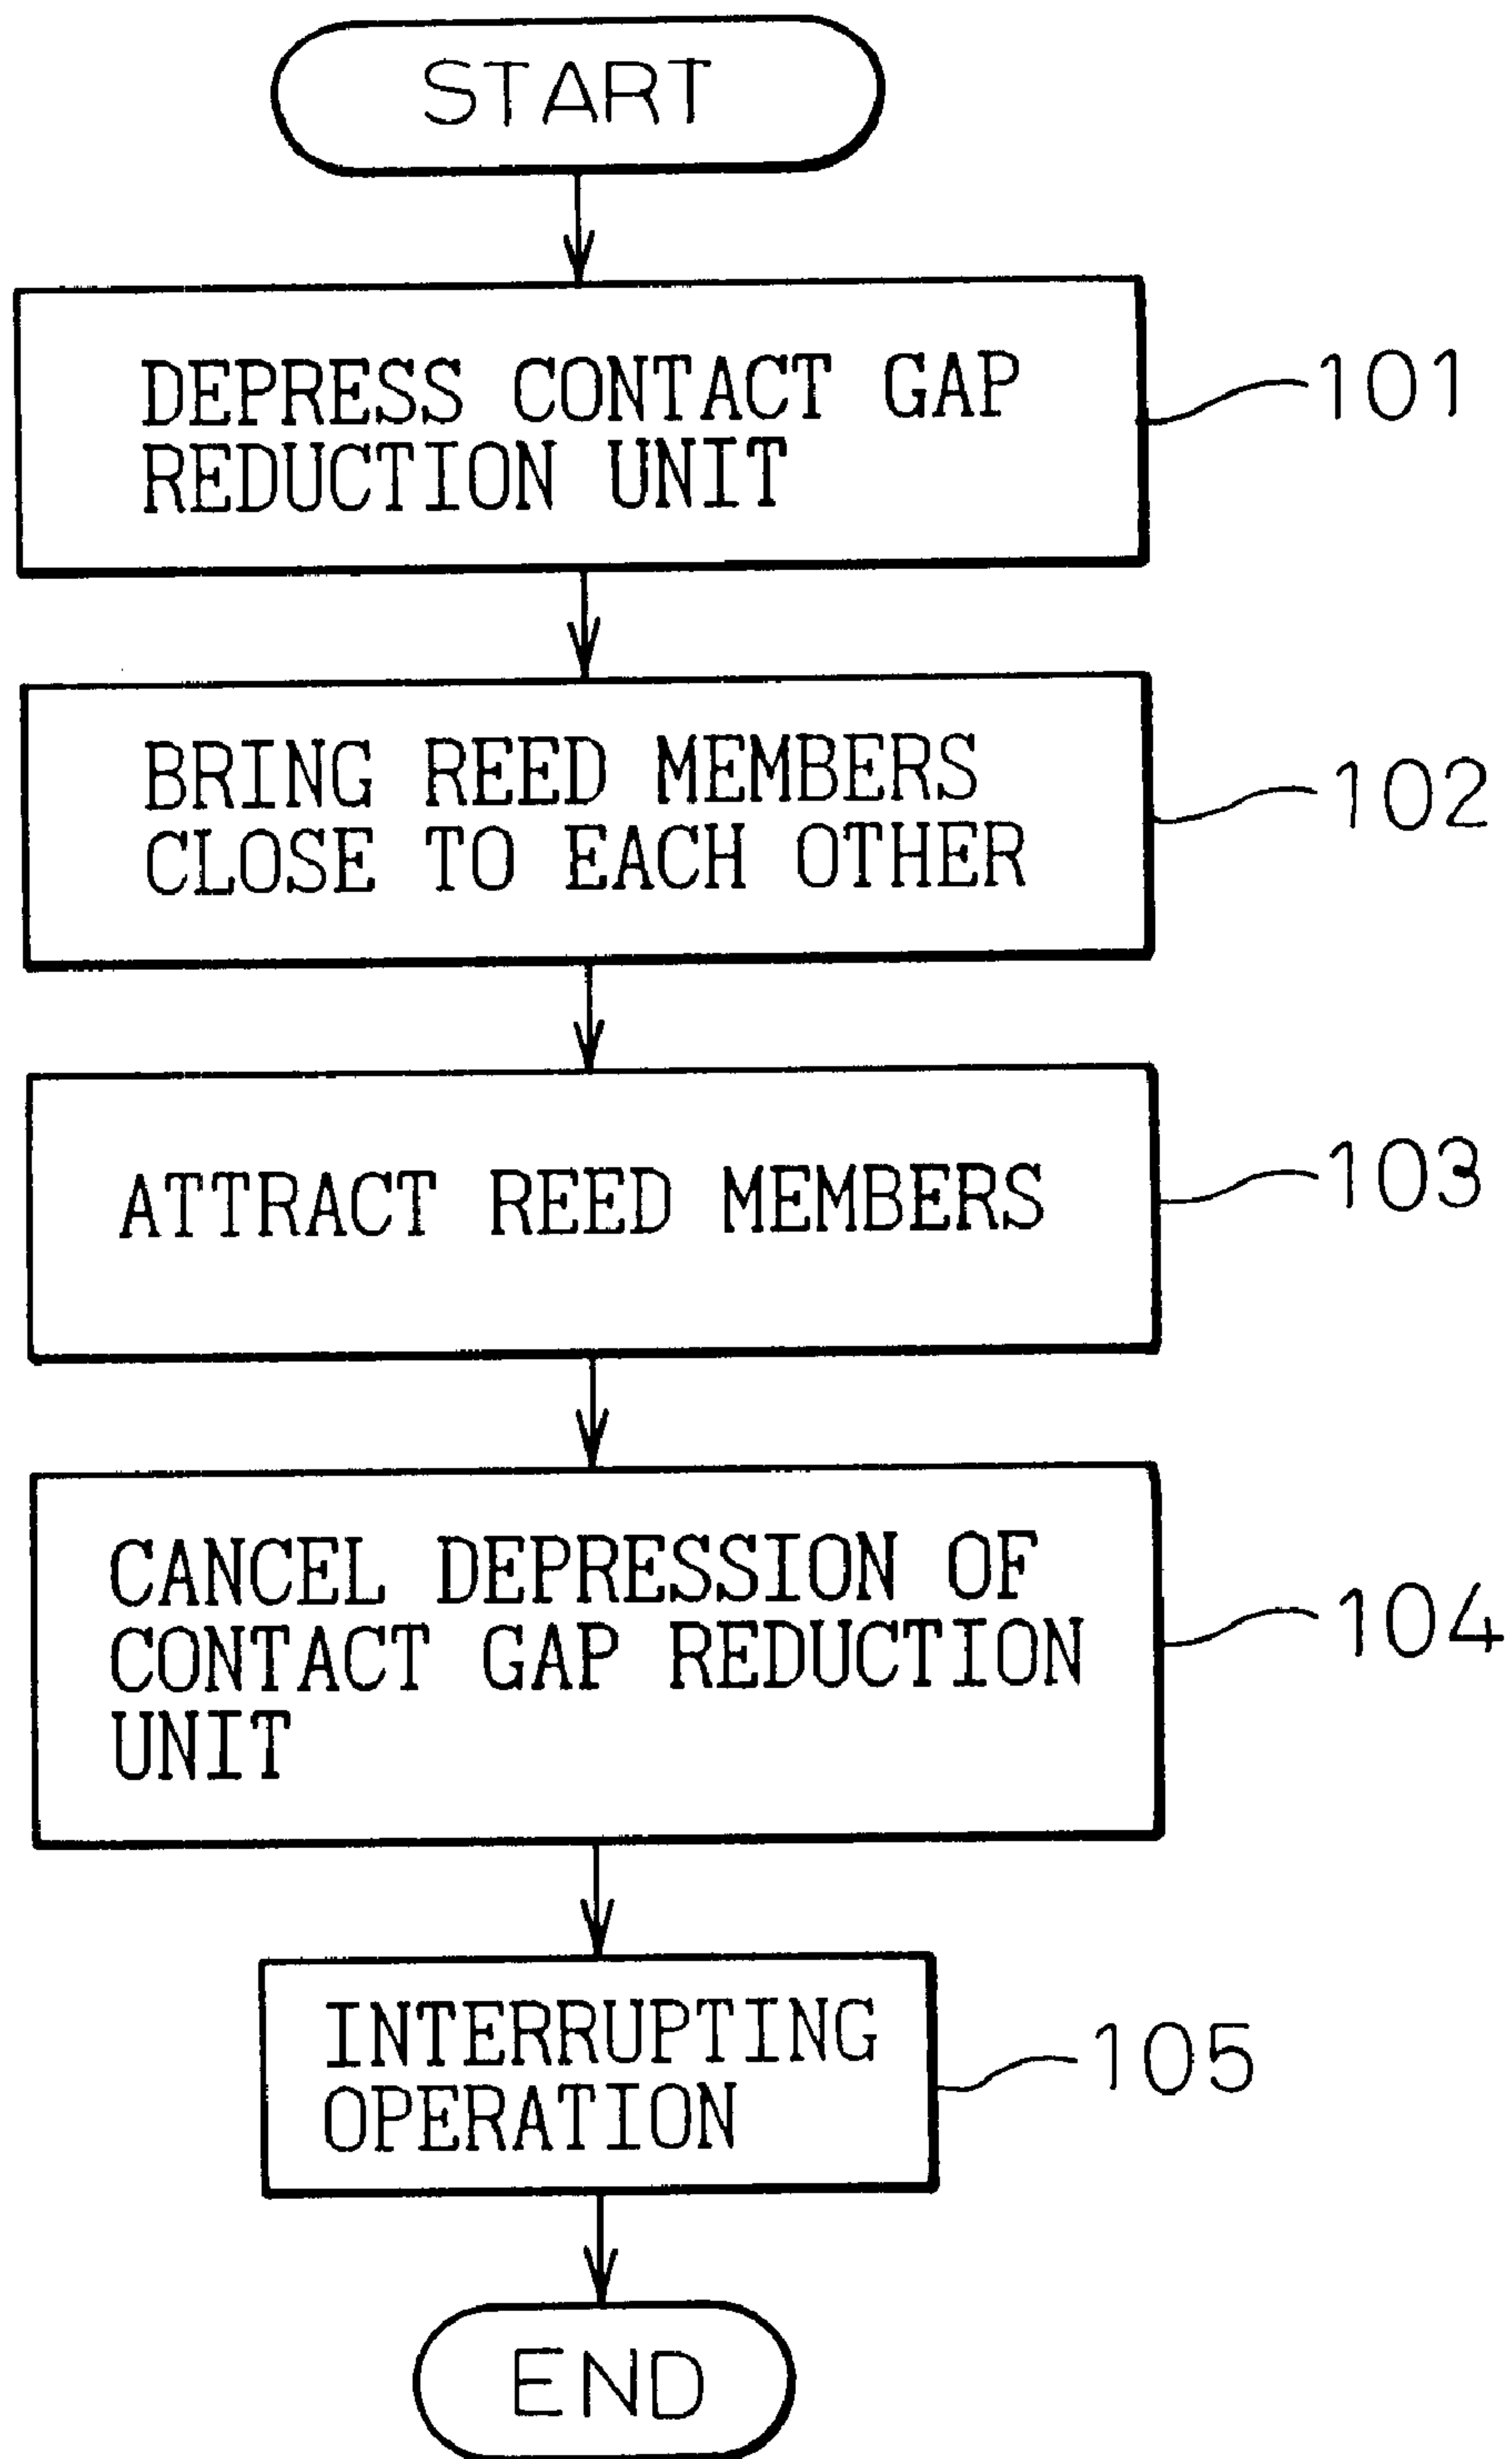 START
DEPRESS CONTACT GAP
REDUCTION UNIT
101
BRING REED MEMBERS
CLOSE TO EACH OTHER
102
ATTRACT REED MEMBERS
103
CANCEL DEPRESSION OF
CONTACT GAP REDUCTION
UNIT
104
INTERRUPTING
OPERATION
105
END